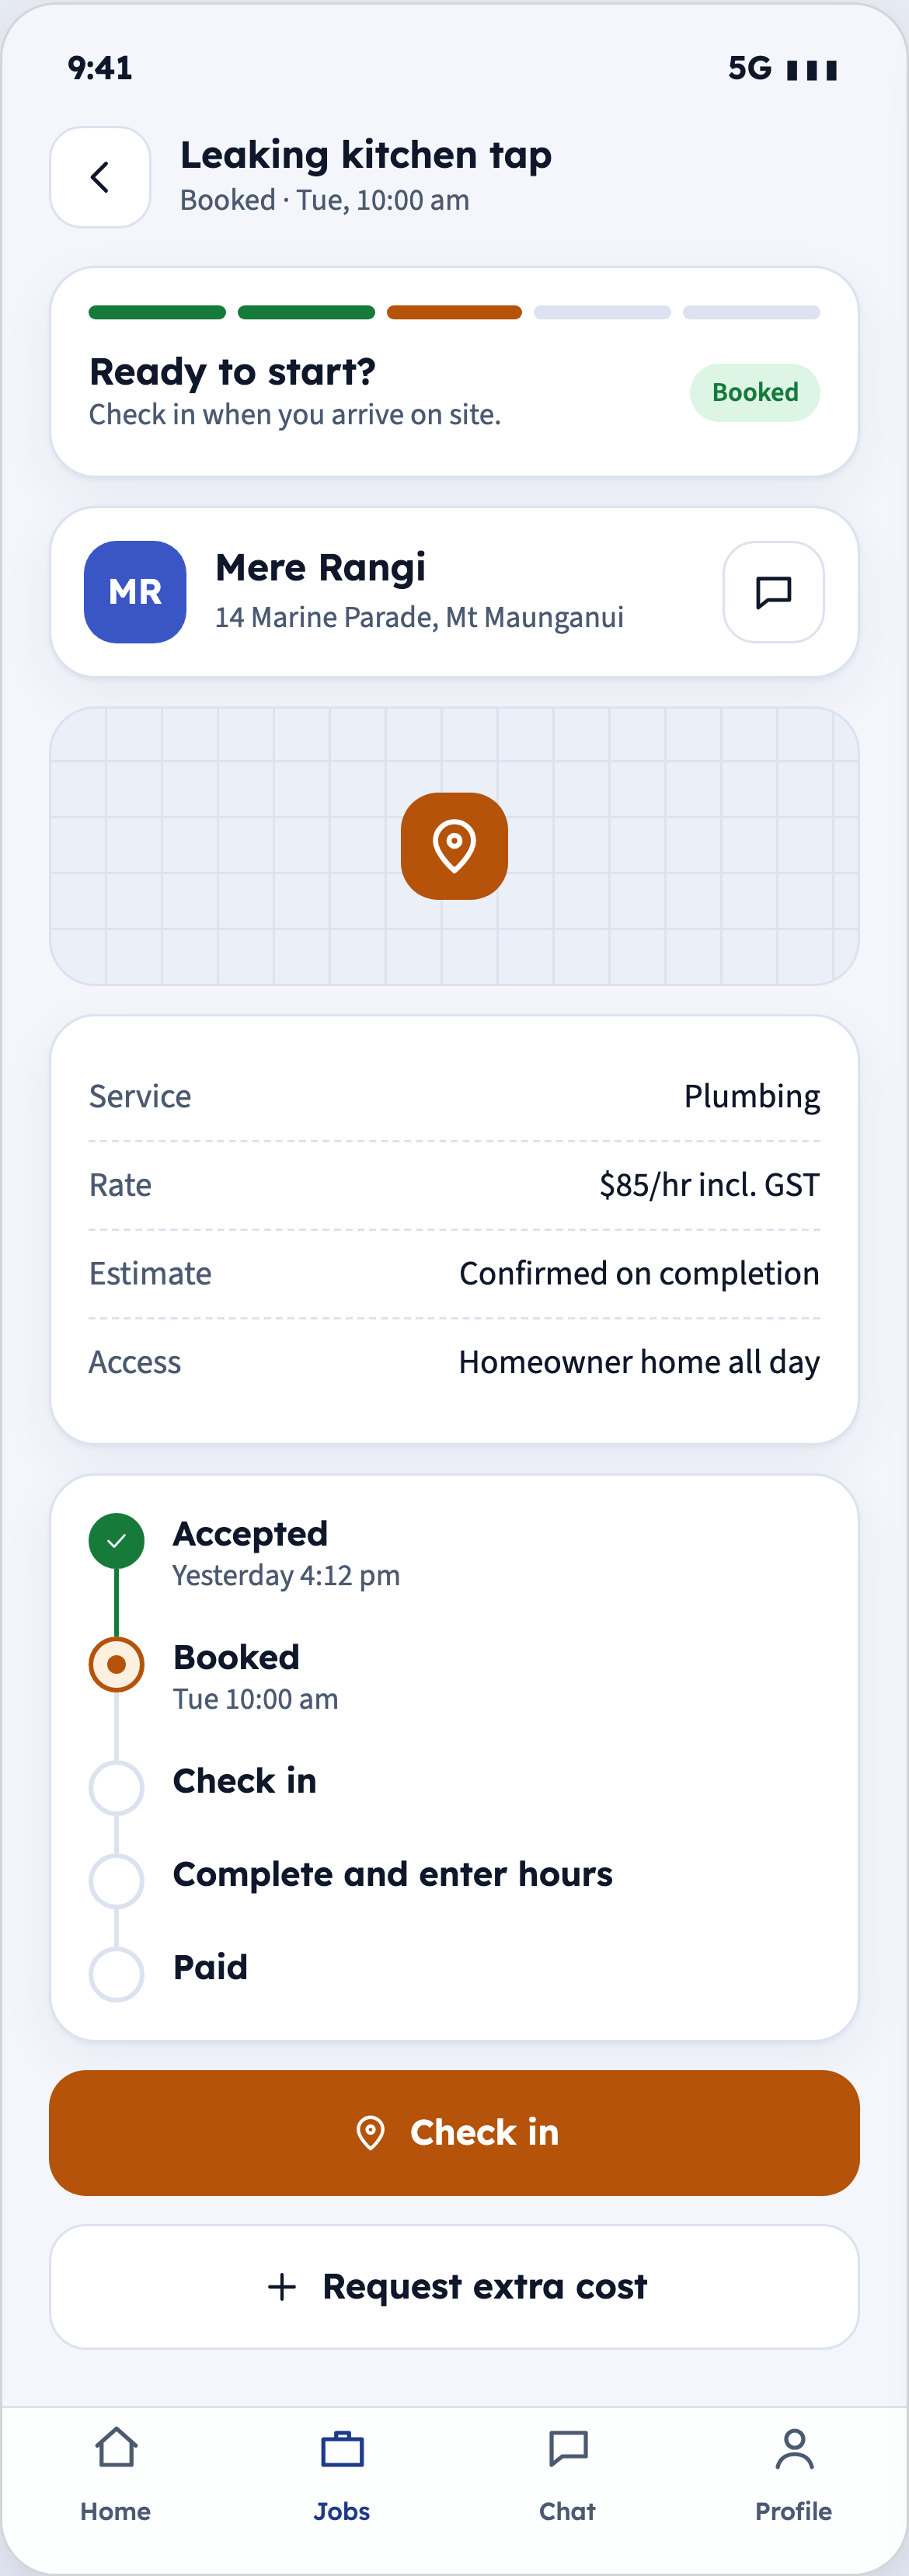 9:41
5G
Leaking kitchen tap
Booked · Tue, 10:00 am
Ready to start?
Check in when you arrive on site.
Booked
MR
Mere Rangi
14 Marine Parade, Mt Maunganui
Service
Plumbing
Rate
$85/hr incl. GST
Estimate
Confirmed on completion
Access
Homeowner home all day
Accepted
Yesterday 4:12 pm
Booked
Tue 10:00 am
Check in
Complete and enter hours
Paid
Check in
Request extra cost
Home
Jobs
Chat
Profile